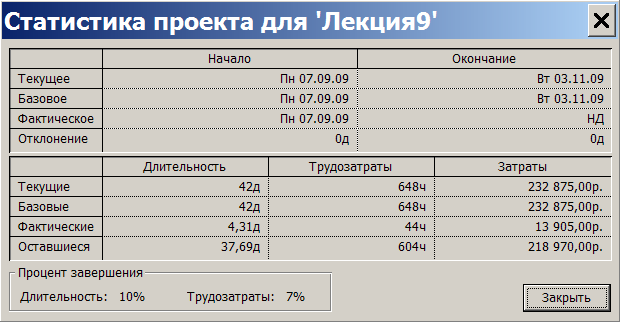 Статистика проекта для 'Лекция9'
Начало Окончание
Текущее Пн 07.09.09 Вт 03.11.09
Базовое Пн 07.09.09 Вт 03.11.09
Фактическое Пн 07.09.09 НД
Отклонение 0д 0д
Длительность Трудозатраты Затраты
Текущие 42д 648ч 232 875,00р.
Базовые 42д 648ч 232 875,00р.
Фактические 4,31д 44ч 13 905,00р.
Оставшиеся 37,69д 604ч 218 970,00р.
Процент завершения
Длительность: 10% Трудозатраты: 7% Закрыть